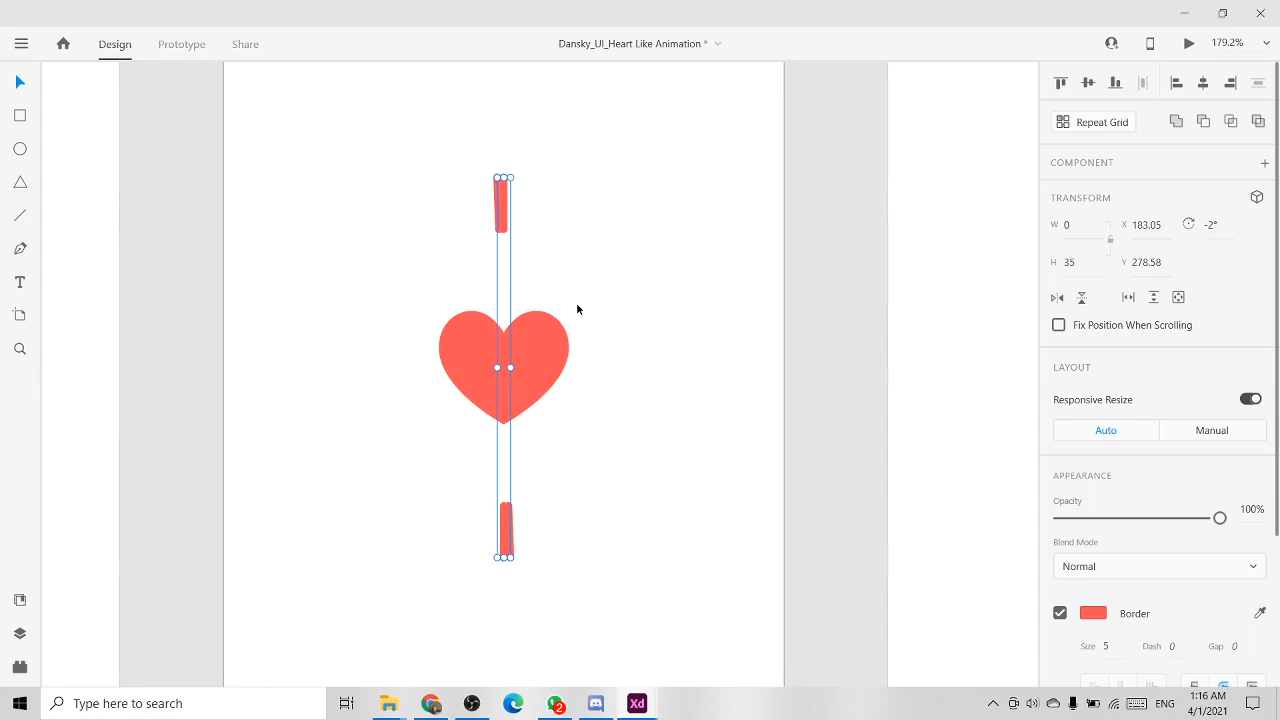 Design
Prototype
Share
Dansky_UI_Heart Like Animation *
179.2%
Repeat Grid
COMPONENT
TRANSFORM
W 0
X 183.05
-2°
H 35
Y 278.58
Fix Position When Scrolling
LAYOUT
Responsive Resize
Auto
Manual
APPEARANCE
Opacity
100%
Blend Mode
Normal
Border
Size 5
Dash 0
Gap 0
Type here to search
2
Xd
1:16 AM
4/1/2021